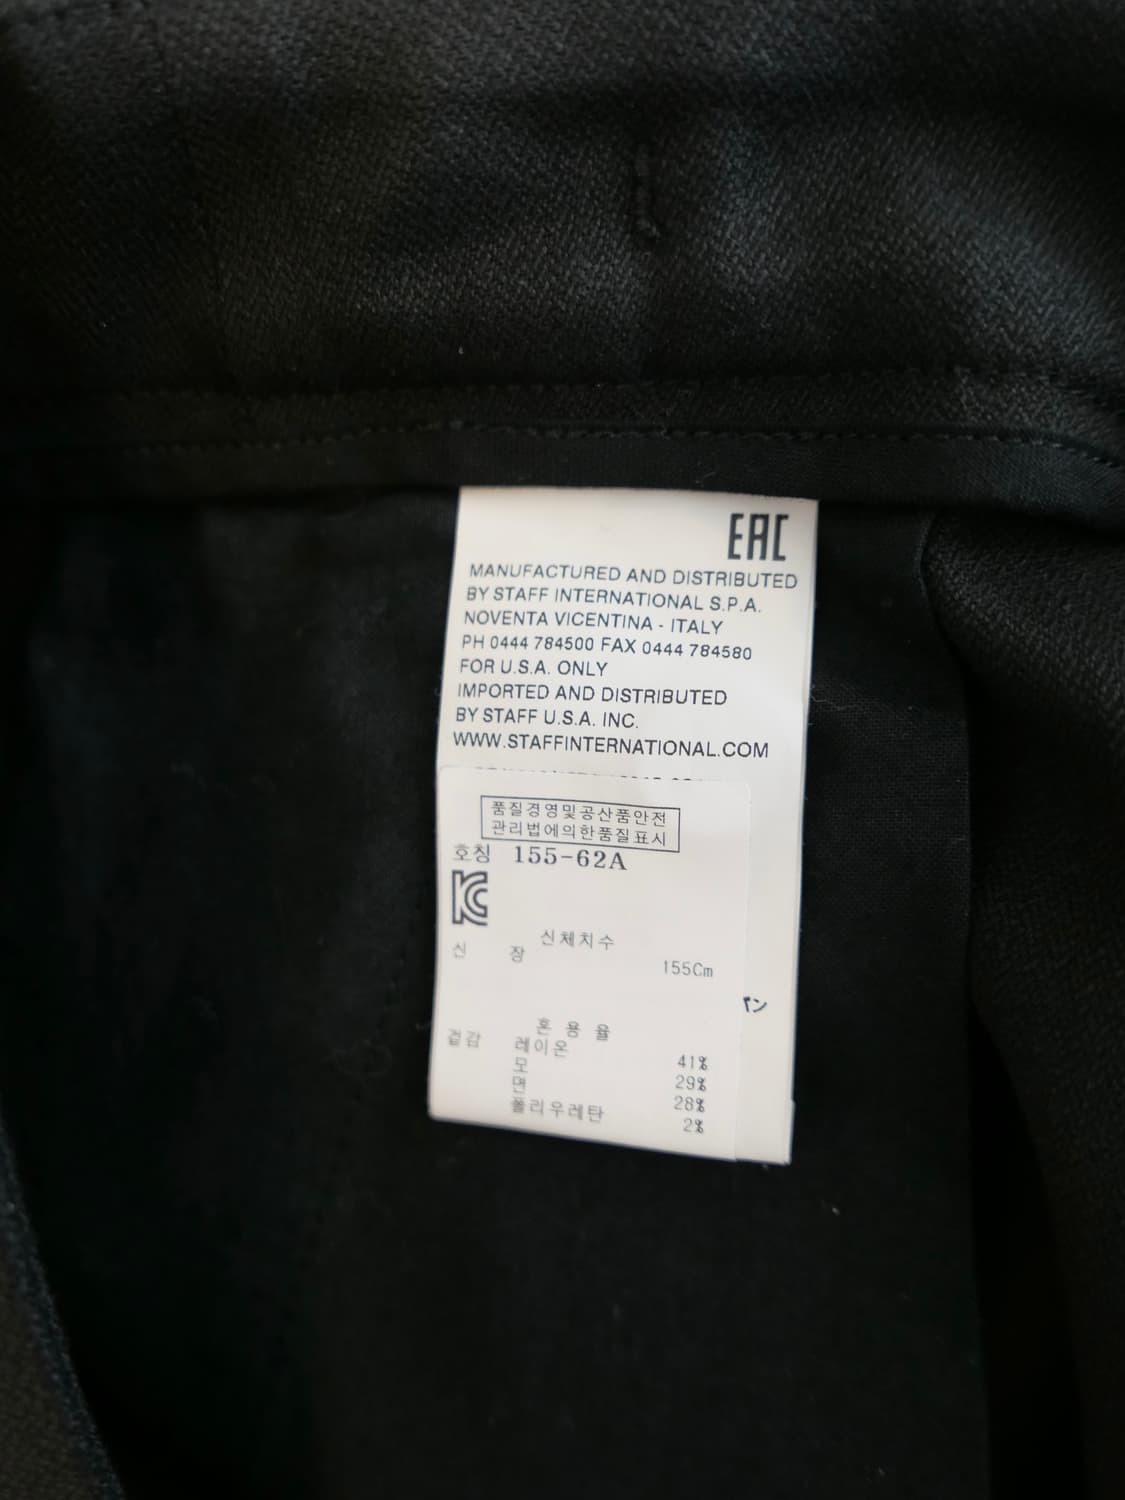 EAC
MANUFACTURED AND DISTRIBUTED
BY STAFF INTERNATIONAL S.P.A.
NOVENTA VICENTINA - ITALY
PH 0444 784500 FAX 0444 784580
FOR U.S.A. ONLY
IMPORTED AND DISTRIBUTED
BY STAFF U.S.A. INC.
WWW.STAFFINTERNATIONAL.COM
품질경영및공산품안전
관리법에의한품질표시
호칭 155-62A
KC
신체치수
신 장 155Cm
혼 용 율
겉감 레이온 41%
모 29%
면 28%
폴리우레탄 2%